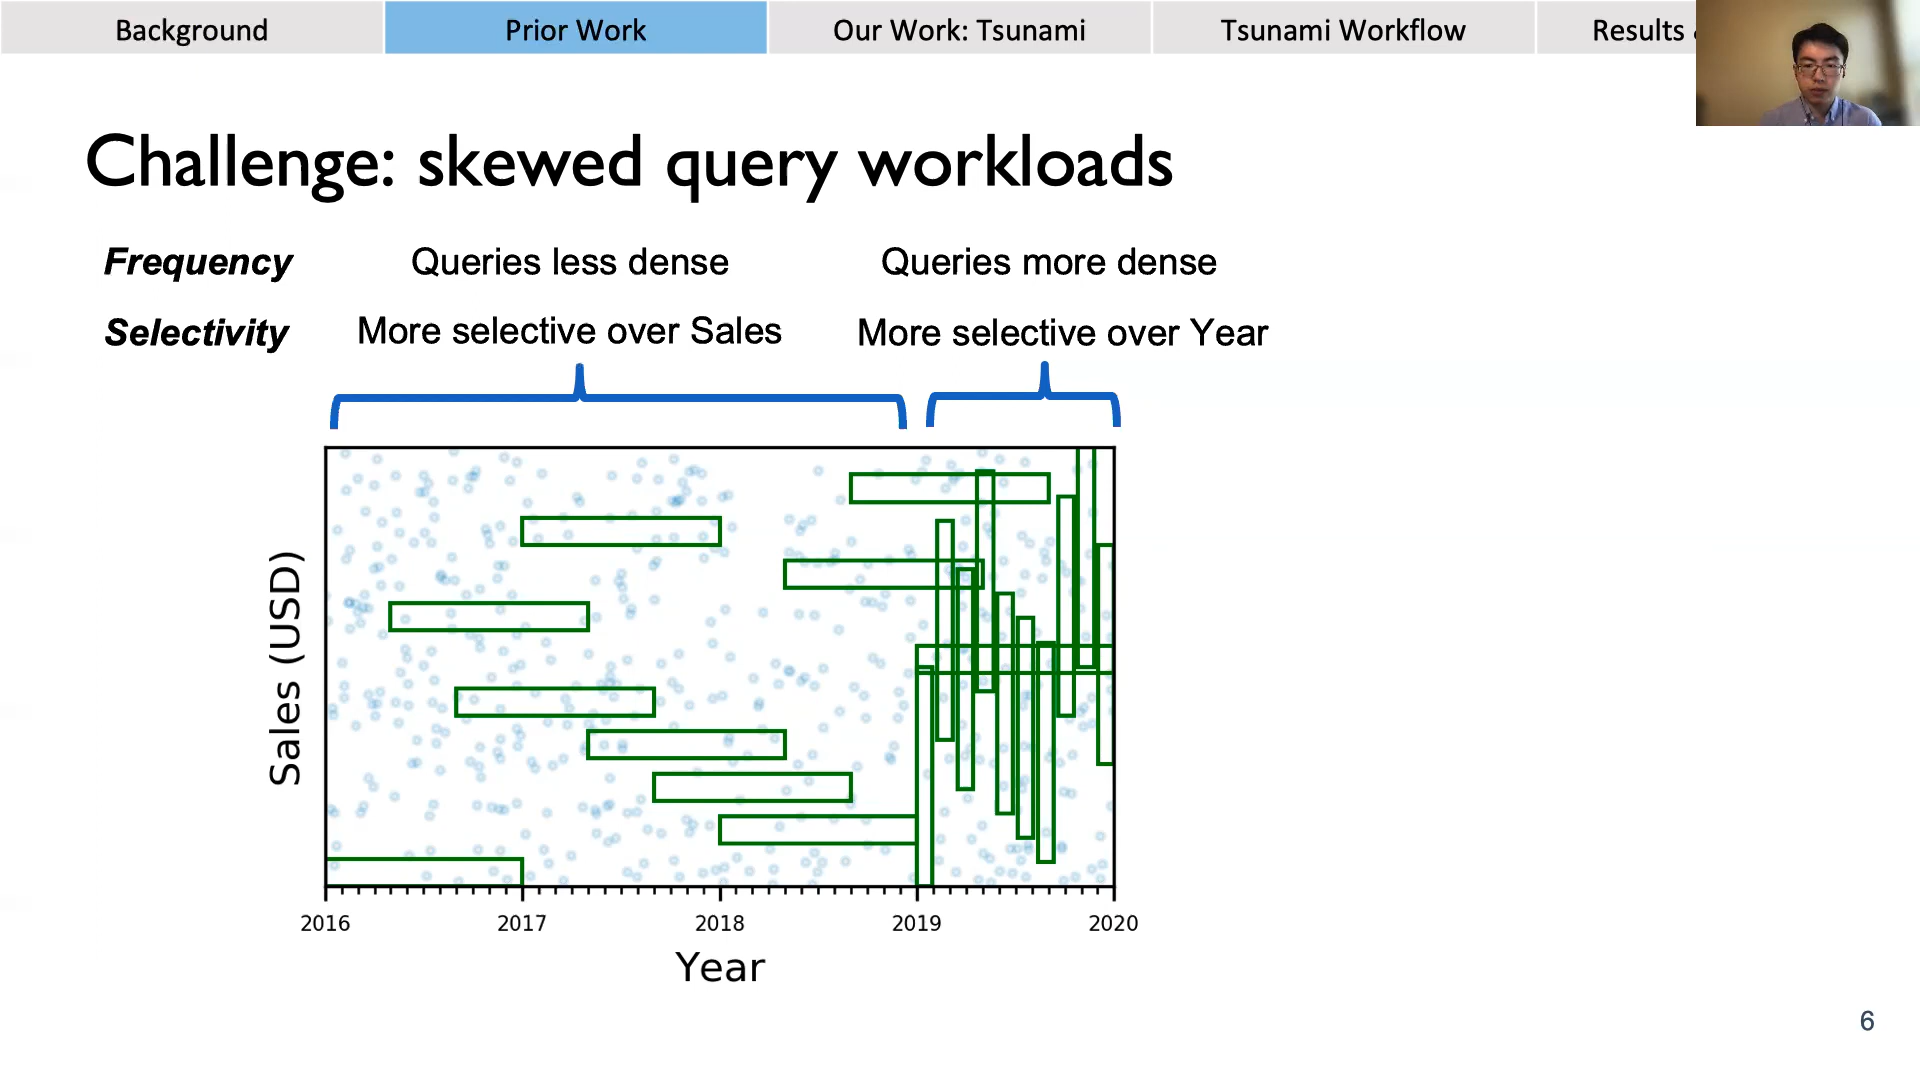 Background Prior Work Our Work: Tsunami Tsunami Workflow Results
Challenge: skewed query workloads
Frequency Queries less dense Queries more dense
Selectivity More selective over Sales More selective over Year
Sales (USD)
2016 2017 2018 2019 2020
Year
6